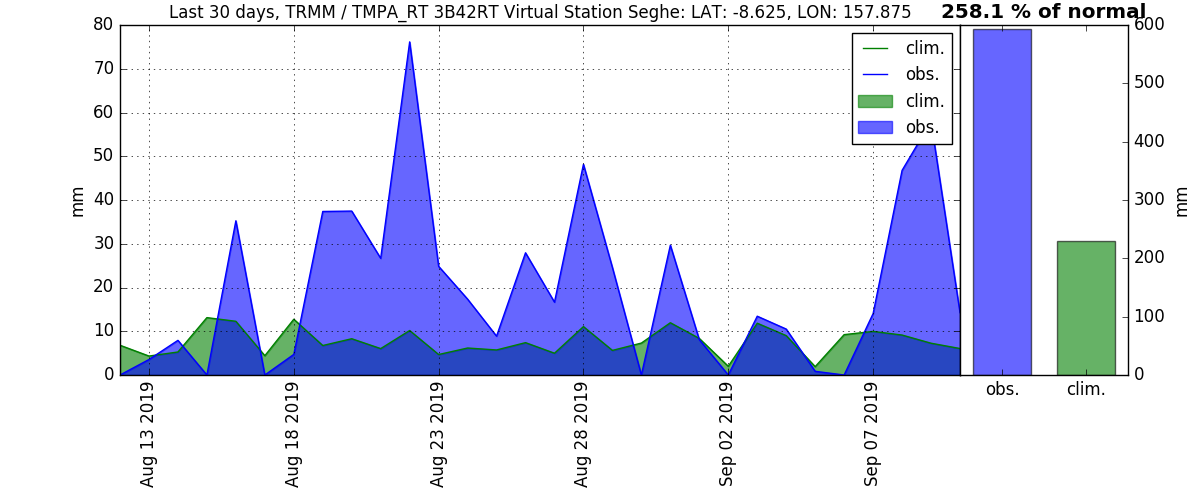 Last 30 days, TRMM / TMPA_RT 3B42RT Virtual Station Seghe: LAT: -8.625, LON: 157.875
258.1 % of normal
80
70
60
50
40
30
20
10
0
mm
clim.
obs.
clim.
obs.
Aug 13 2019
Aug 18 2019
Aug 23 2019
Aug 28 2019
Sep 02 2019
Sep 07 2019
600
500
400
300
200
100
0
mm
obs.
clim.